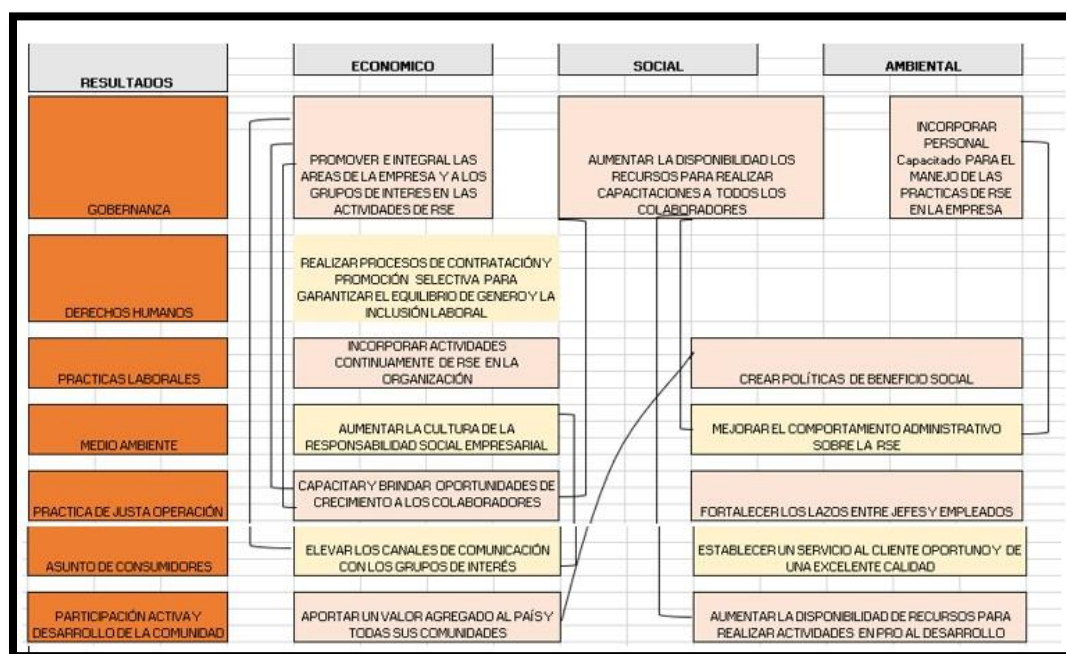 ECONOMICO
SOCIAL
AMBIENTAL
RESULTADOS
GOBERNANZA
PROMOVER E INTEGRAL LAS
AREAS DE LA EMPRESA Y A LOS
GRUPOS DE INTERES EN LAS
ACTIVIDADES DE RSE
AUMENTAR LA DISPONIBILIDAD LOS
RECURSOS PARA REALIZAR
CAPACITACIONES A TODOS LOS
COLABORADORES
INCORPORAR
PERSONAL
Capacitado PARA EL
MANEJO DE LAS
PRACTICAS DE RSE
EN LA EMPRESA
DERECHOS HUMANOS
REALIZAR PROCESOS DE CONTRATACIÓN Y
PROMOCIÓN SELECTIVA PARA
GARANTIZAR EL EQUILIBRIO DE GENERO Y LA
INCLUSIÓN LABORAL
PRACTICAS LABORALES
INCORPORAR ACTIVIDADES
CONTINUAMENTE DE RSE EN LA
ORGANIZACIÓN
CREAR POLÍTICAS DE BENEFICIO SOCIAL
MEDIO AMBIENTE
AUMENTAR LA CULTURA DE LA
RESPONSABILIDAD SOCIAL EMPRESARIAL
MEJORAR EL COMPORTAMIENTO ADMINISTRATIVO
SOBRE LA RSE
PRACTICA DE JUSTA OPERACIÓN
CAPACITAR Y BRINDAR OPORTUNIDADES DE
CRECIMIENTO A LOS COLABORADORES
FORTALECER LOS LAZOS ENTRE JEFES Y EMPLEADOS
ASUNTO DE CONSUMIDORES
ELEVAR LOS CANALES DE COMUNICACIÓN
CON LOS GRUPOS DE INTERÉS
ESTABLECER UN SERVICIO AL CLIENTE OPORTUNO Y DE
UNA EXCELENTE CALIDAD
PARTICIPACIÓN ACTIVA Y
DESARROLLO DE LA COMUNIDAD
APORTAR UN VALOR AGREGADO AL PAÍS Y
TODAS SUS COMUNIDADES
AUMENTAR LA DISPONIBILIDAD DE RECURSOS PARA
REALIZAR ACTIVIDADES EN PRO AL DESARROLLO